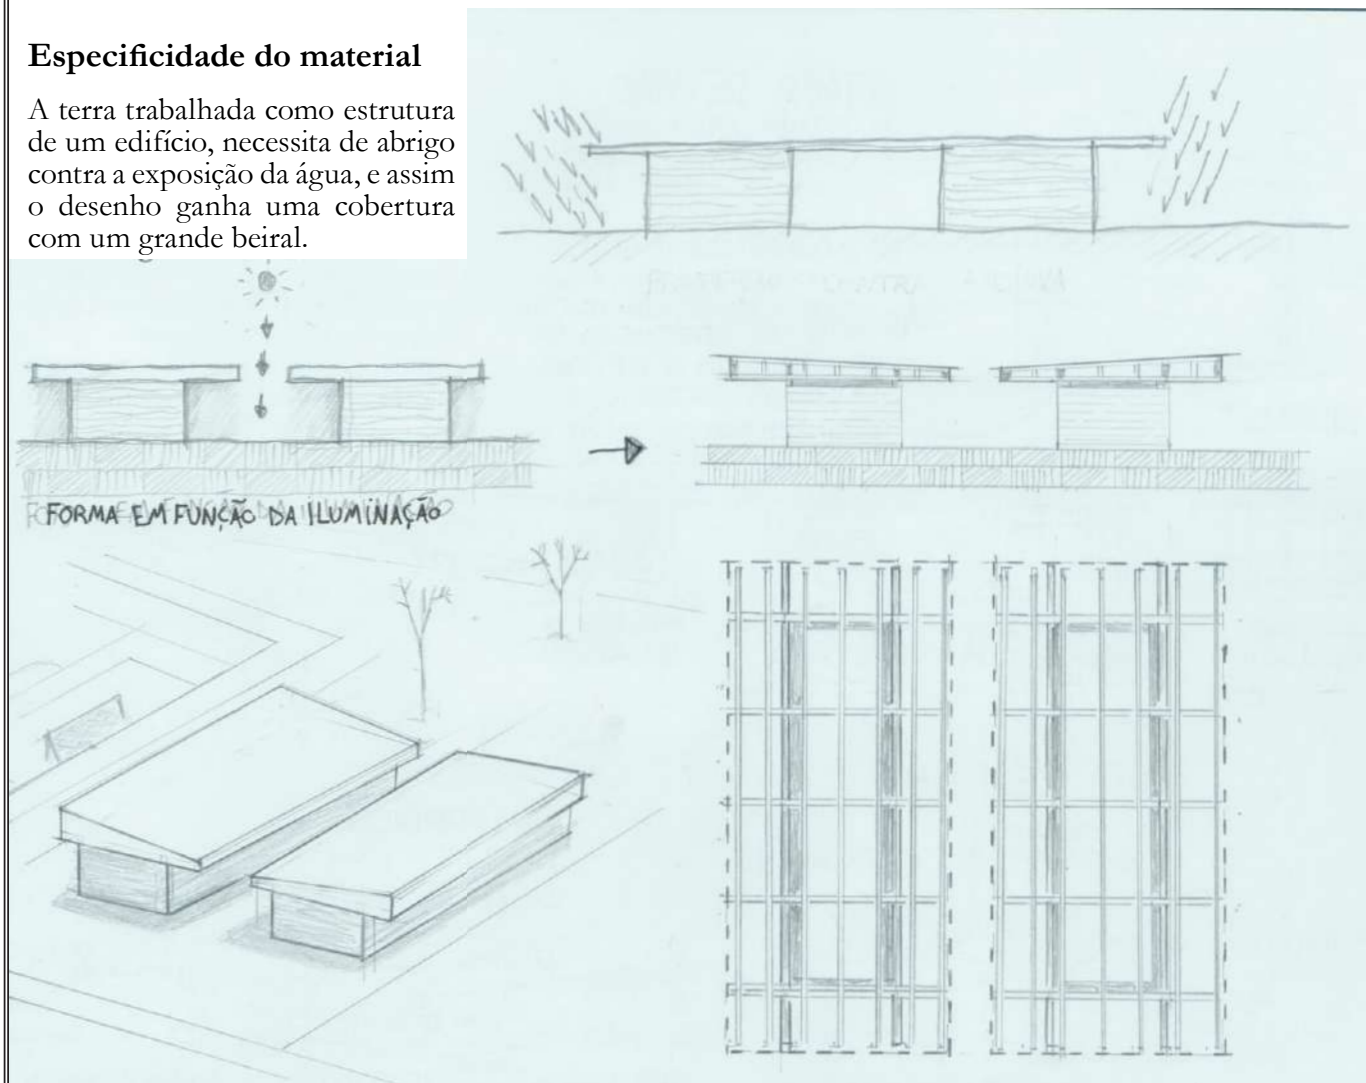 Especificidade do material
A terra trabalhada como estrutura
de um edifício, necessita de abrigo
contra a exposição da água, e assim
o desenho ganha uma cobertura
com um grande beiral.
FORMA EM FUNÇÃO DA ILUMINAÇÃO